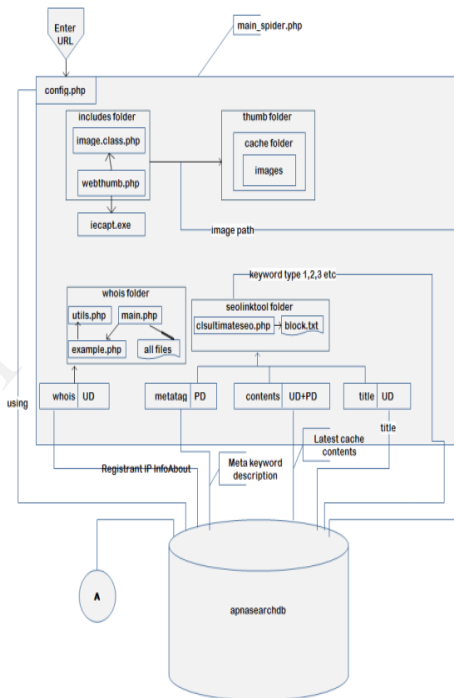 Enter
URL
main_spider.php
config.php
includes folder
image.class.php
webthumb.php
iecapt.exe
thumb folder
cache folder
images
image path
keyword type 1,2,3 etc
whois folder
utils.php
main.php
example.php
all files
seolinktool folder
clsultimateseo.php
block.txt
whois UD
metatag PD
contents UD+PD
title UD
using
title
Registrant IP InfoAbout
Meta keyword
description
Latest cache
contents
A
apnasearchdb